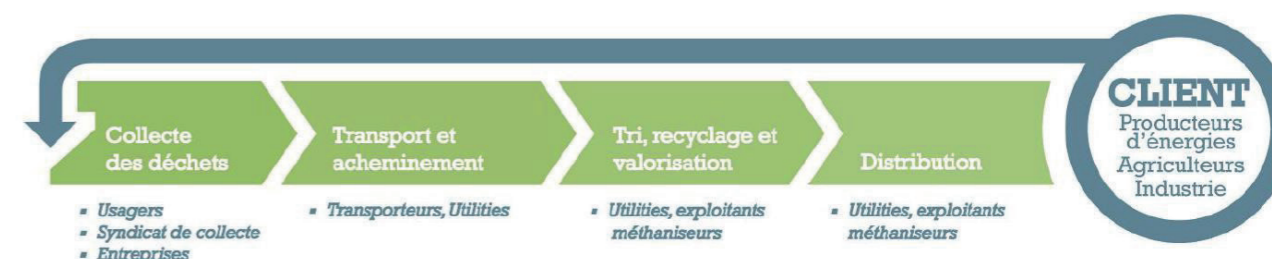 CLIENT
Producteurs
d'énergies
Agriculteurs
Industrie
Collecte
des déchets
Transport et
acheminement
Tri, recyclage et
valorisation
Distribution
▪ Usagers
▪ Syndicat de collecte
▪ Entreprises
▪ Transporteurs, Utilities
▪ Utilities, exploitants
méthaniseurs
▪ Utilities, exploitants
méthaniseurs